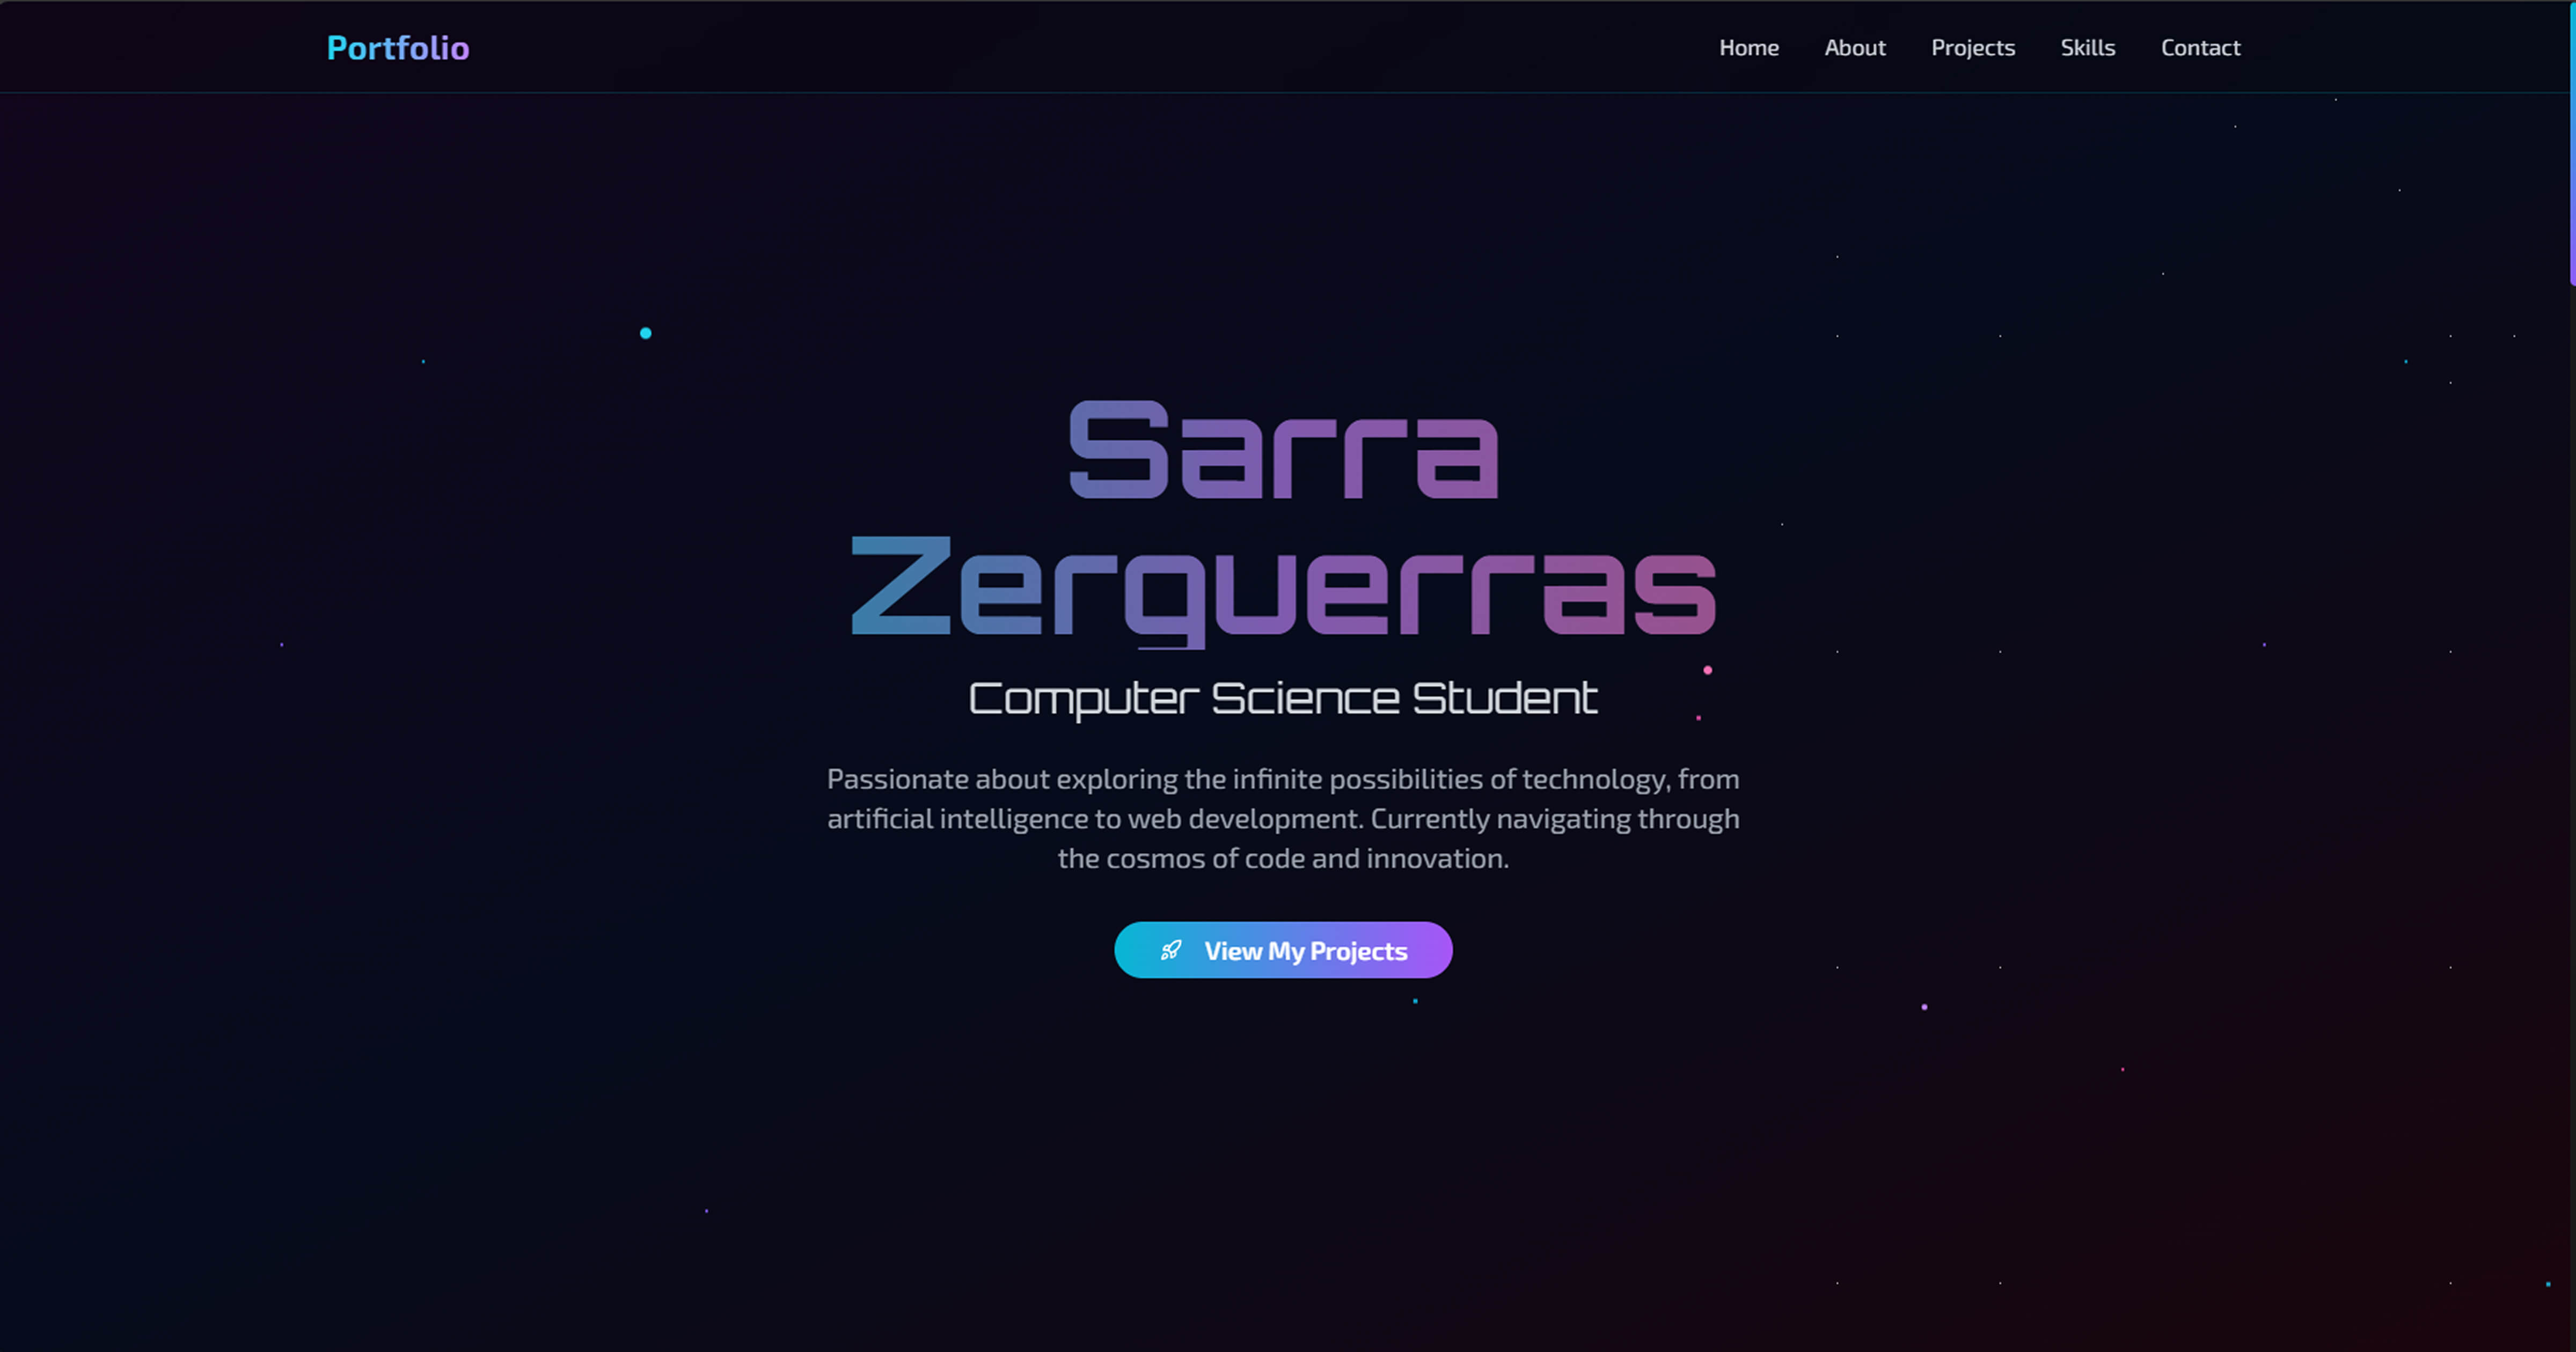 Portfolio
Home About Projects Skills Contact
Sarra
Zerguerras
Computer Science Student
Passionate about exploring the infinite possibilities of technology, from
artificial intelligence to web development. Currently navigating through
the cosmos of code and innovation.
View My Projects